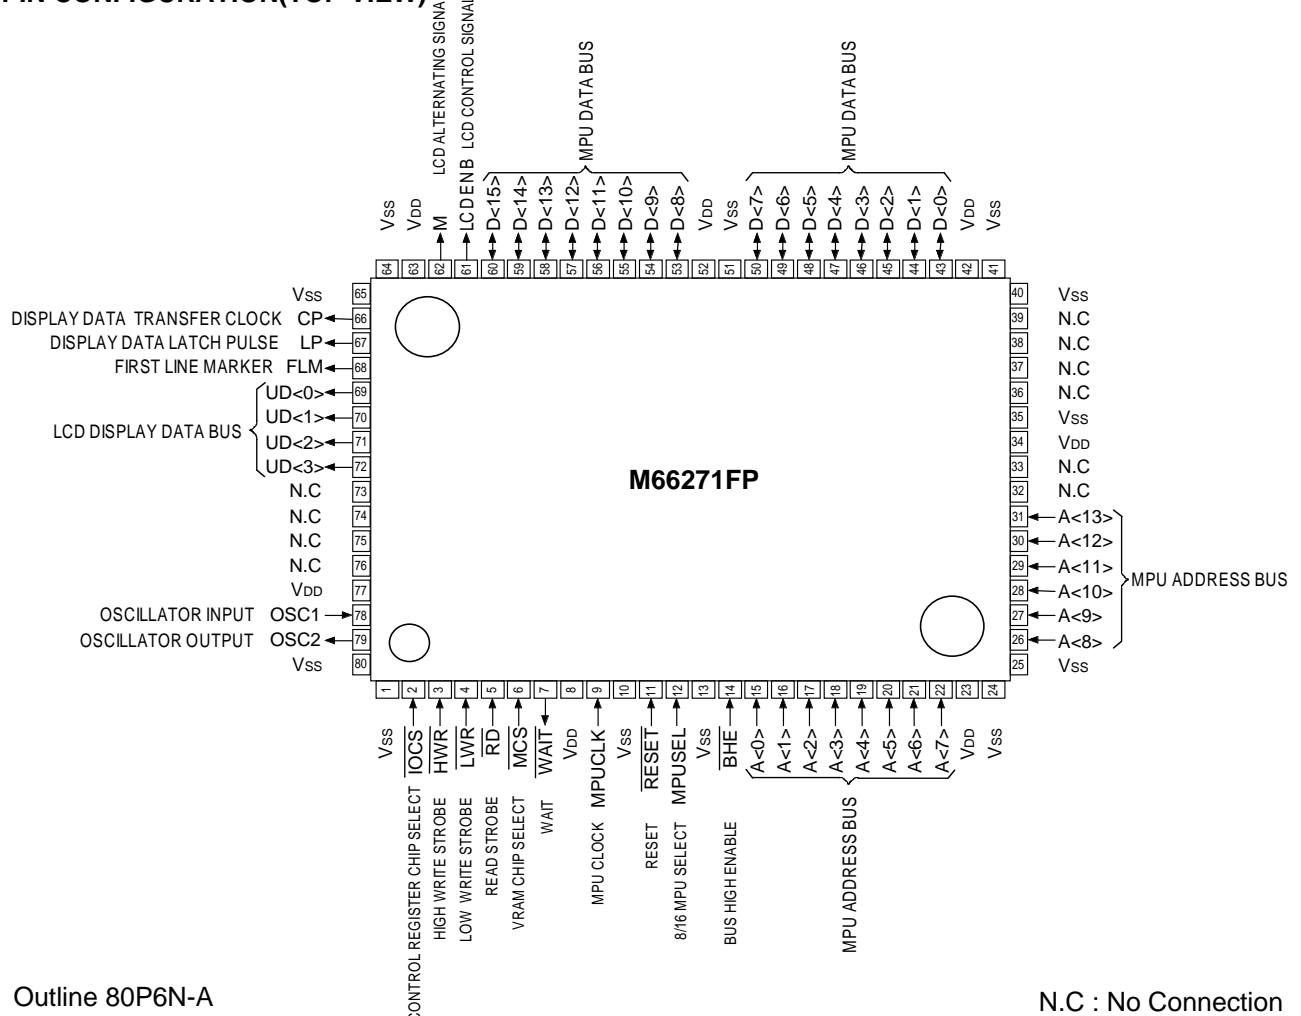 PIN CONFIGURATION(TOP VIEW)
LCD ALTERNATING SIGNAL
LCD CONTROL SIGNAL
MPU DATA BUS
MPU DATA BUS
VSS
VDD
M
LCDENB
D<15>
D<14>
D<13>
D<12>
D<11>
D<10>
D<9>
D<8>
VDD
VSS
D<7>
D<6>
D<5>
D<4>
D<3>
D<2>
D<1>
D<0>
VDD
VSS
64 63 62 61 60 59 58 57 56 55 54 53 52 51 50 49 48 47 46 45 44 43 42 41
VSS 65
DISPLAY DATA TRANSFER CLOCK CP 66
DISPLAY DATA LATCH PULSE LP 67
FIRST LINE MARKER FLM 68
UD<0> 69
UD<1> 70
LCD DISPLAY DATA BUS
UD<2> 71
UD<3> 72
N.C 73
N.C 74
N.C 75
N.C 76
VDD 77
OSCILLATOR INPUT OSC1 78
OSCILLATOR OUTPUT OSC2 79
VSS 80
M66271FP
40 VSS
39 N.C
38 N.C
37 N.C
36 N.C
35 VSS
34 VDD
33 N.C
32 N.C
31 A<13>
30 A<12>
29 A<11>
28 A<10>
27 A<9>
26 A<8>
25 VSS
MPU ADDRESS BUS
1 2 3 4 5 6 7 8 9 10 11 12 13 14 15 16 17 18 19 20 21 22 23 24
VSS
IOCS
HWR
LWR
RD
MCS
WAIT
VDD
MPUCLK
VSS
RESET
MPUSEL
VSS
BHE
A<0>
A<1>
A<2>
A<3>
A<4>
A<5>
A<6>
A<7>
VDD
VSS
CONTROL REGISTER CHIP SELECT
HIGH WRITE STROBE
LOW WRITE STROBE
READ STROBE
VRAM CHIP SELECT
WAIT
MPU CLOCK
RESET
8/16 MPU SELECT
BUS HIGH ENABLE
MPU ADDRESS BUS
Outline 80P6N-A
N.C : No Connection